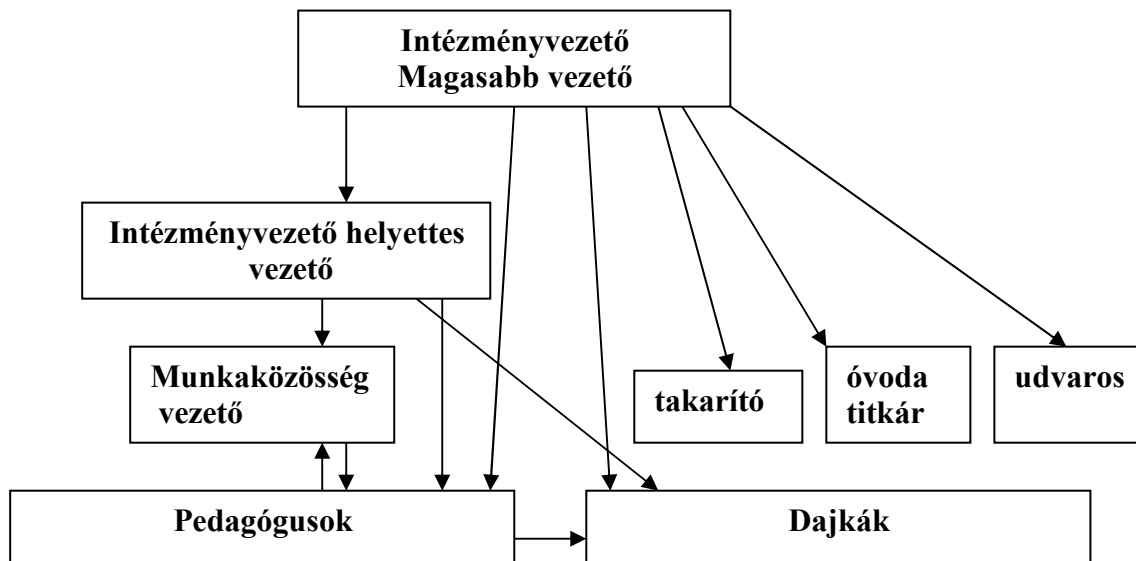 Intézményvezető
Magasabb vezető
Intézményvezető helyettes
vezető
Munkaközösség
vezető
takarító
óvoda
titkár
udvaros
Pedagógusok
Dajkák